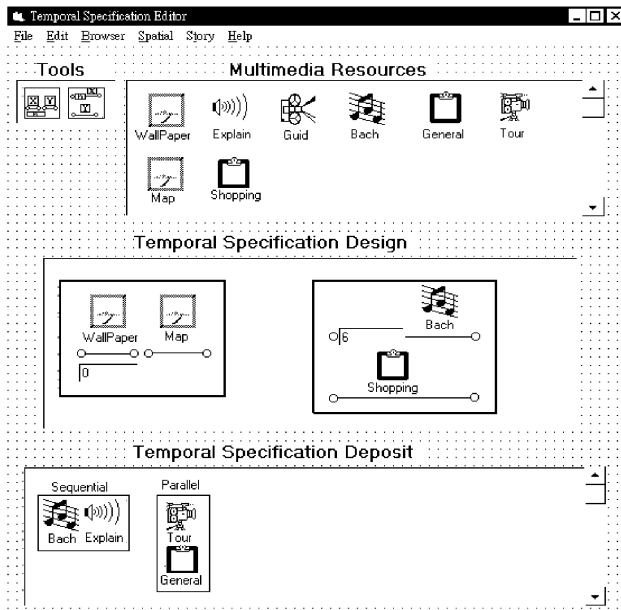 Temporal Specification Editor
File Edit Browser Spatial Story Help
Tools
Multimedia Resources
X Y
X
Y
WallPaper Explain Guid Bach General Tour
Map Shopping
Temporal Specification Design
WallPaper Map
0
Bach
6
Shopping
Temporal Specification Deposit
Sequential Parallel
Bach Explain Tour
General